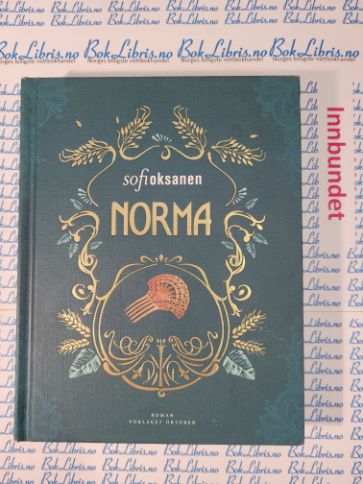 BokLibris.no
Norges billigste nettbokhandel
Innbundet
sofi oksanen
NORMA
ROMAN
FORLAGET OKTOBER